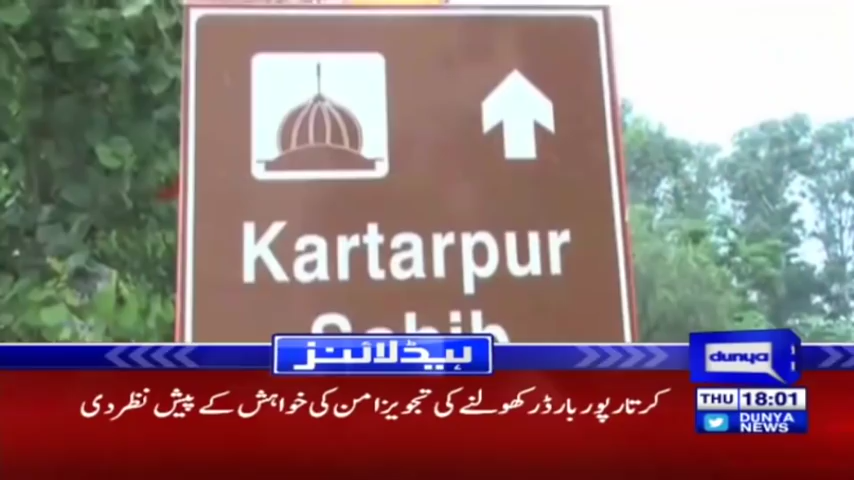 Kartarpur
Sahib
ہیڈلائنز
کرتارپور بارڈر کھولنے کی تجویز امن کی خواہش کے پیش نظر دی
dunya
THU 18:01
DUNYA
NEWS